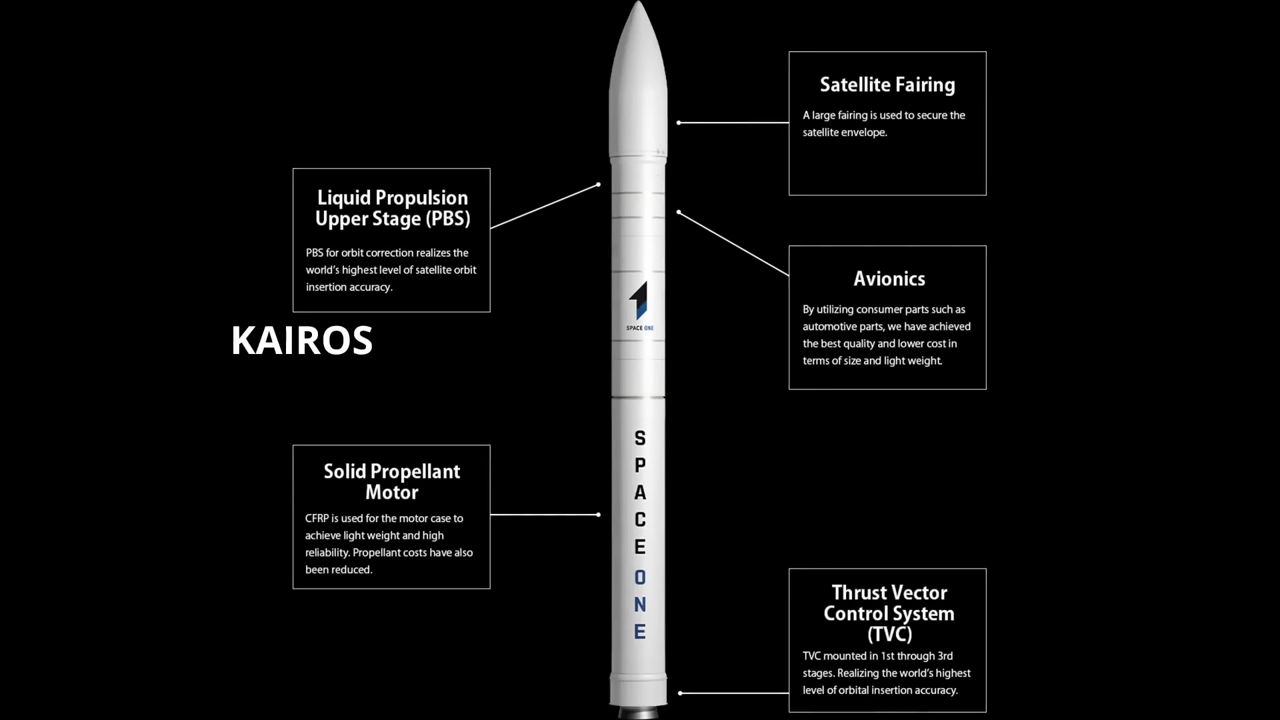 Satellite Fairing
A large fairing is used to secure the
satellite envelope.
Liquid Propulsion
Upper Stage (PBS)
PBS for orbit correction realizes the
world's highest level of satellite orbit
insertion accuracy.
Avionics
By utilizing consumer parts such as
automotive parts, we have achieved
the best quality and lower cost in
terms of size and light weight.
KAIROS
SPACE ONE
SPACE ONE
Solid Propellant
Motor
CFRP is used for the motor case to
achieve light weight and high
reliability. Propellant costs have also
been reduced.
Thrust Vector
Control System
(TVC)
TVC mounted in 1st through 3rd
stages. Realizing the world's highest
level of orbital insertion accuracy.